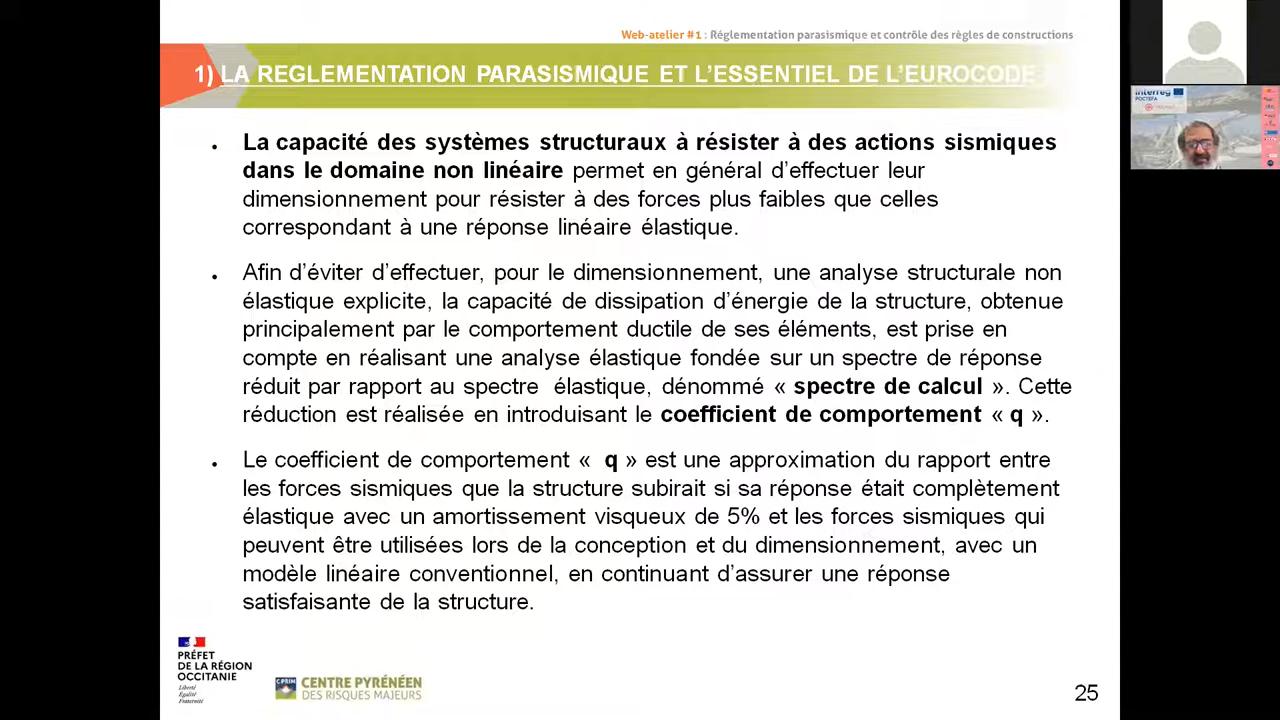 Web-atelier #1 : Réglementation parasismique et contrôle des règles de constructions
1) LA REGLEMENTATION PARASISMIQUE ET L’ESSENTIEL DE L’EUROCODE
• La capacité des systèmes structuraux à résister à des actions sismiques
dans le domaine non linéaire permet en général d’effectuer leur
dimensionnement pour résister à des forces plus faibles que celles
correspondant à une réponse linéaire élastique.
• Afin d’éviter d’effectuer, pour le dimensionnement, une analyse structurale non
élastique explicite, la capacité de dissipation d’énergie de la structure, obtenue
principalement par le comportement ductile de ses éléments, est prise en
compte en réalisant une analyse élastique fondée sur un spectre de réponse
réduit par rapport au spectre élastique, dénommé « spectre de calcul ». Cette
réduction est réalisée en introduisant le coefficient de comportement « q ».
• Le coefficient de comportement « q » est une approximation du rapport entre
les forces sismiques que la structure subirait si sa réponse était complètement
élastique avec un amortissement visqueux de 5% et les forces sismiques qui
peuvent être utilisées lors de la conception et du dimensionnement, avec un
modèle linéaire conventionnel, en continuant d’assurer une réponse
satisfaisante de la structure.
PRÉFET
DE LA RÉGION
OCCITANIE
Liberté
Égalité
Fraternité
CPRIM
CENTRE PYRÉNÉEN
DES RISQUES MAJEURS
25
Interreg
POCTEFA